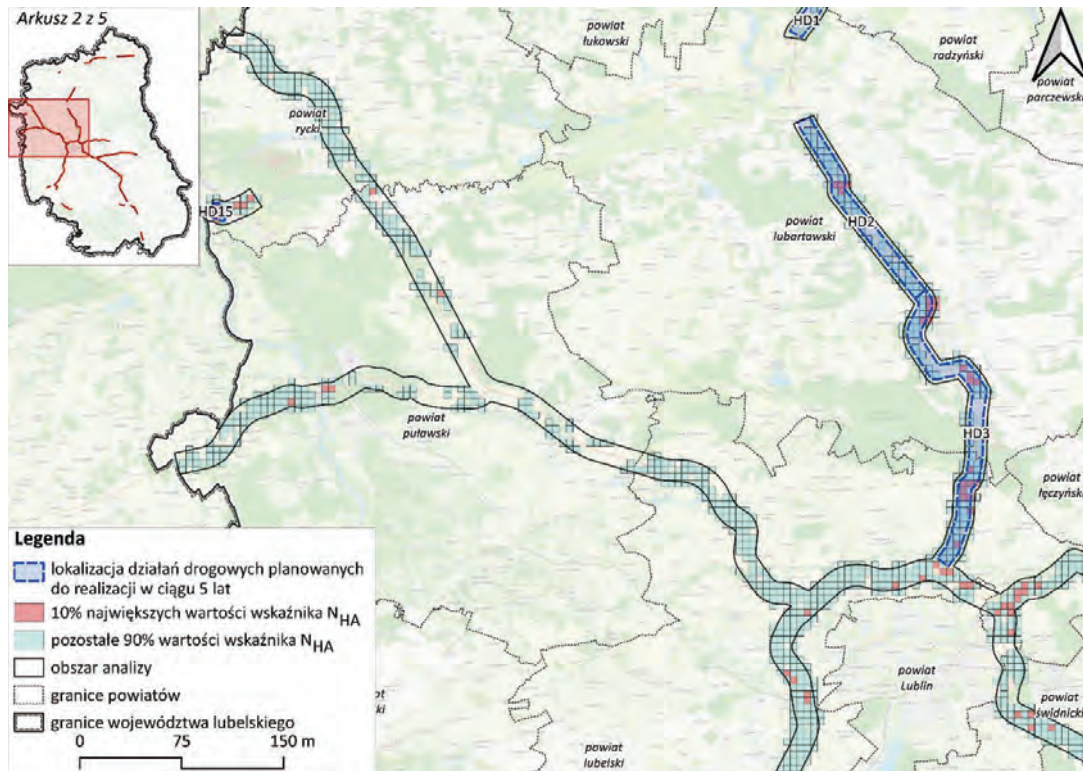 Arkusz 2 z 5
powiat
łukowski
HD1
powiat
radzyński
powiat
parczewski
powiat
rycki
HD15
HD2
powiat
lubartawski
powiat
puławski
HD3
powiat
łęczyński
Legenda
lokalizacja działań drogowych planowanych
do realizacji w ciągu 5 lat
10% największych wartości wskaźnika NHA
pozostałe 90% wartości wskaźnika NHA
obszar analizy
granice powiatów
granice województwa lubelskiego
0 75 150 m
powiat
Lublin
powiat
świdnicki
powiat
lubelski